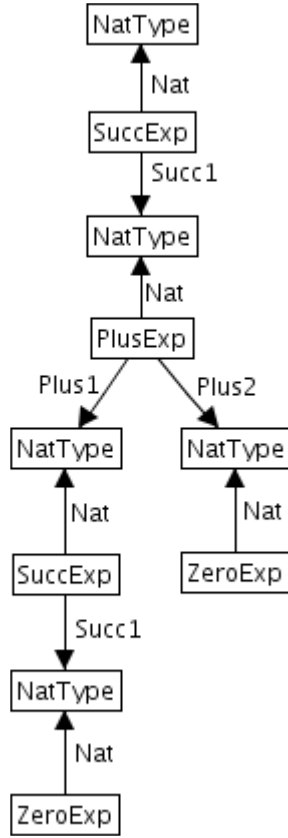 NatType
Nat
SuccExp
Succ1
NatType
Nat
PlusExp
Plus1 Plus2
NatType NatType
Nat Nat
SuccExp ZeroExp
Succ1
NatType
Nat
ZeroExp